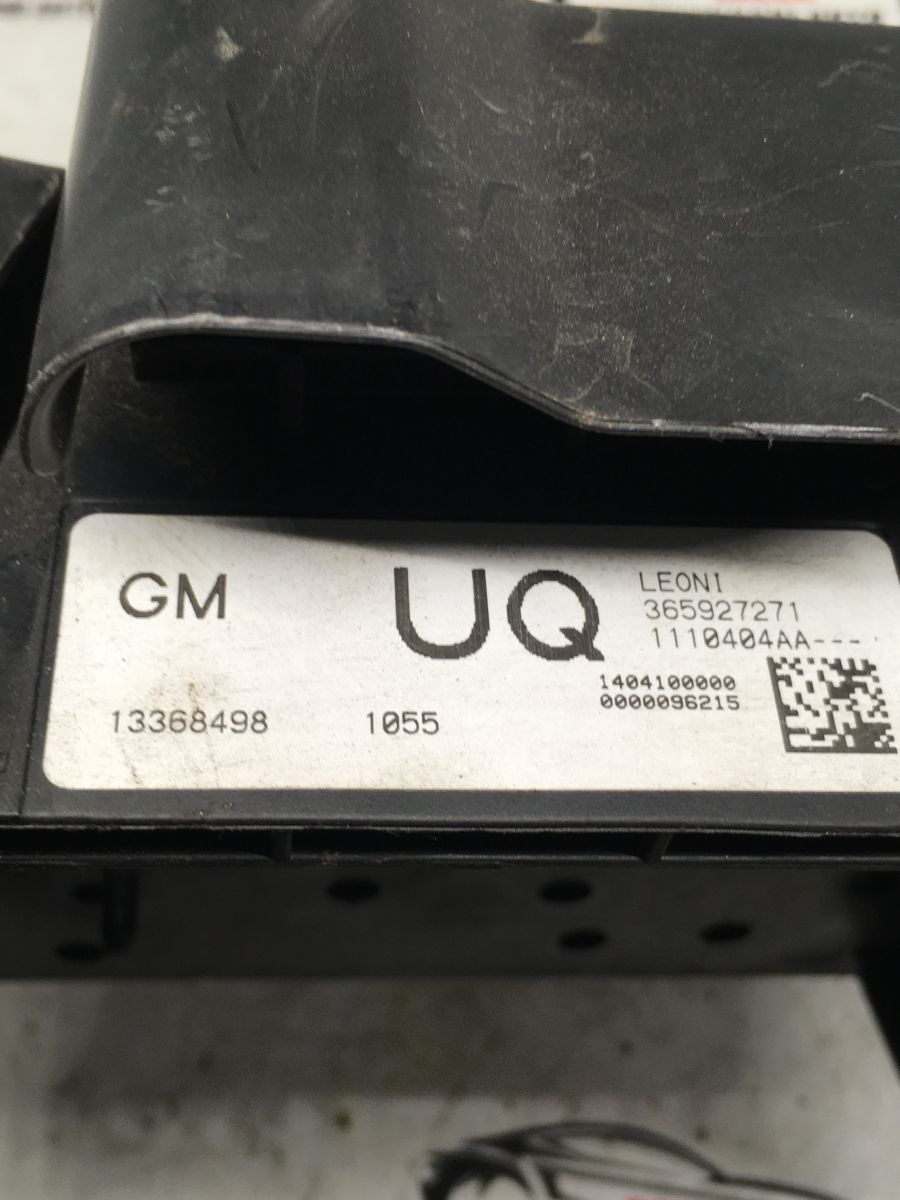 GM
UQ
LEONI
365927271
1110404AA---
1404100000
0000096215
13368498 1055